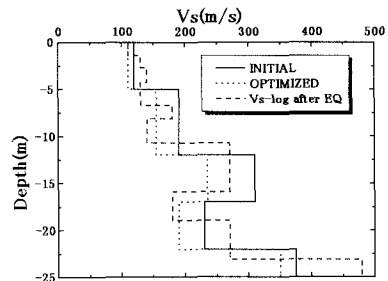 Vs(m/s)
0 100 200 300 400 500
Depth(m)
0
-5
-10
-15
-20
-25
INITIAL
OPTIMIZED
Vs-log after EQ